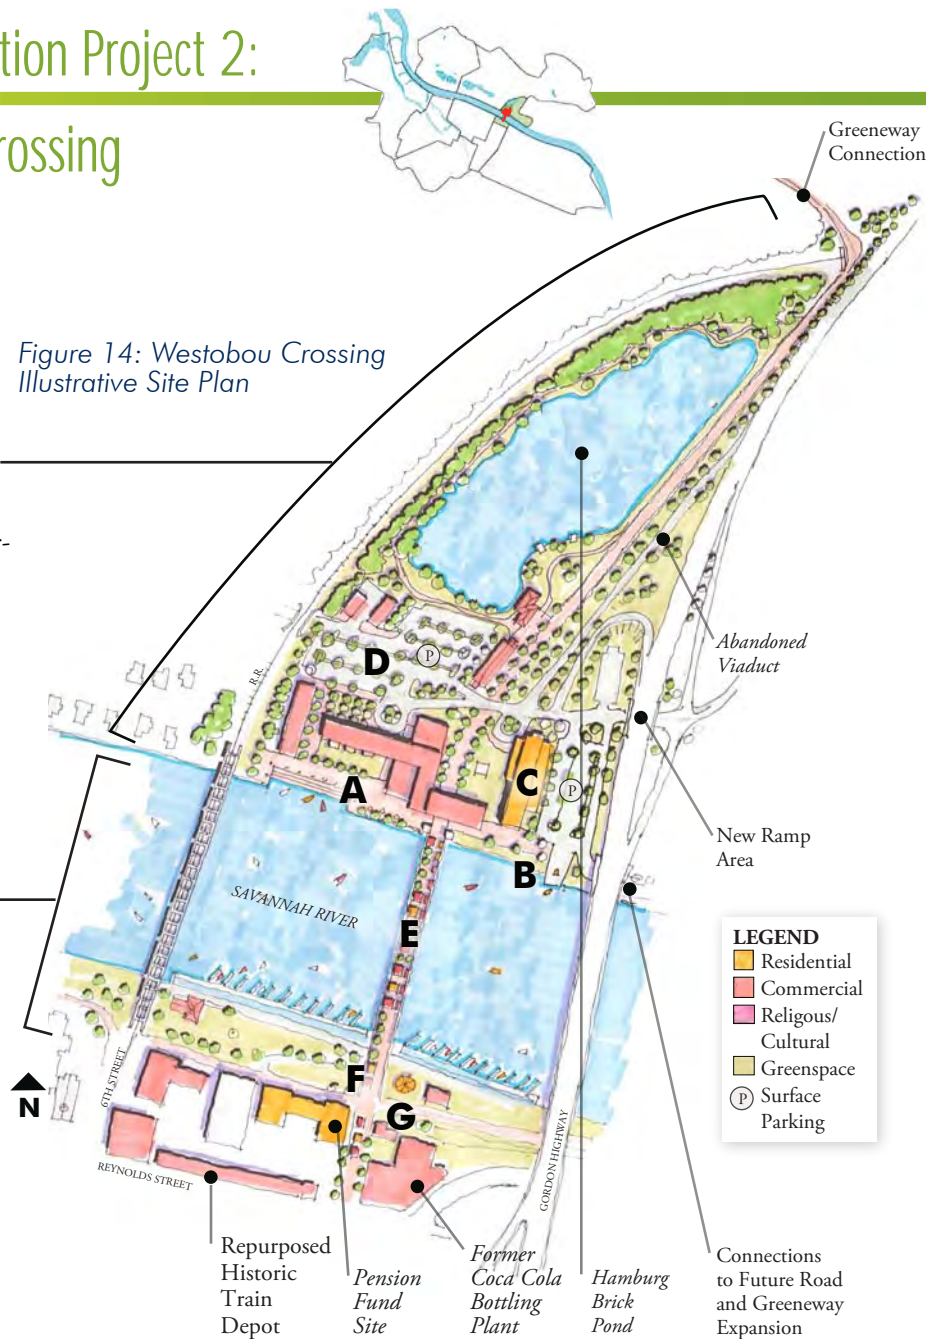 tion Project 2:
rossing
Greeneway
Connection
Figure 14: Westobou Crossing
Illustrative Site Plan
-
Abandoned
Viaduct
R.R.
D
P
A
C
P
New Ramp
Area
B
SAVANNAH RIVER
E
LEGEND
Residential
Commercial
Religous/
Cultural
Greenspace
P Surface
Parking
N
6TH STREET
F
G
GORDON HIGHWAY
REYNOLDS STREET
Repurposed
Historic
Train
Depot
Pension
Fund
Site
Former
Coca Cola
Bottling
Plant
Hamburg
Brick
Pond
Connections
to Future Road
and Greeneway
Expansion